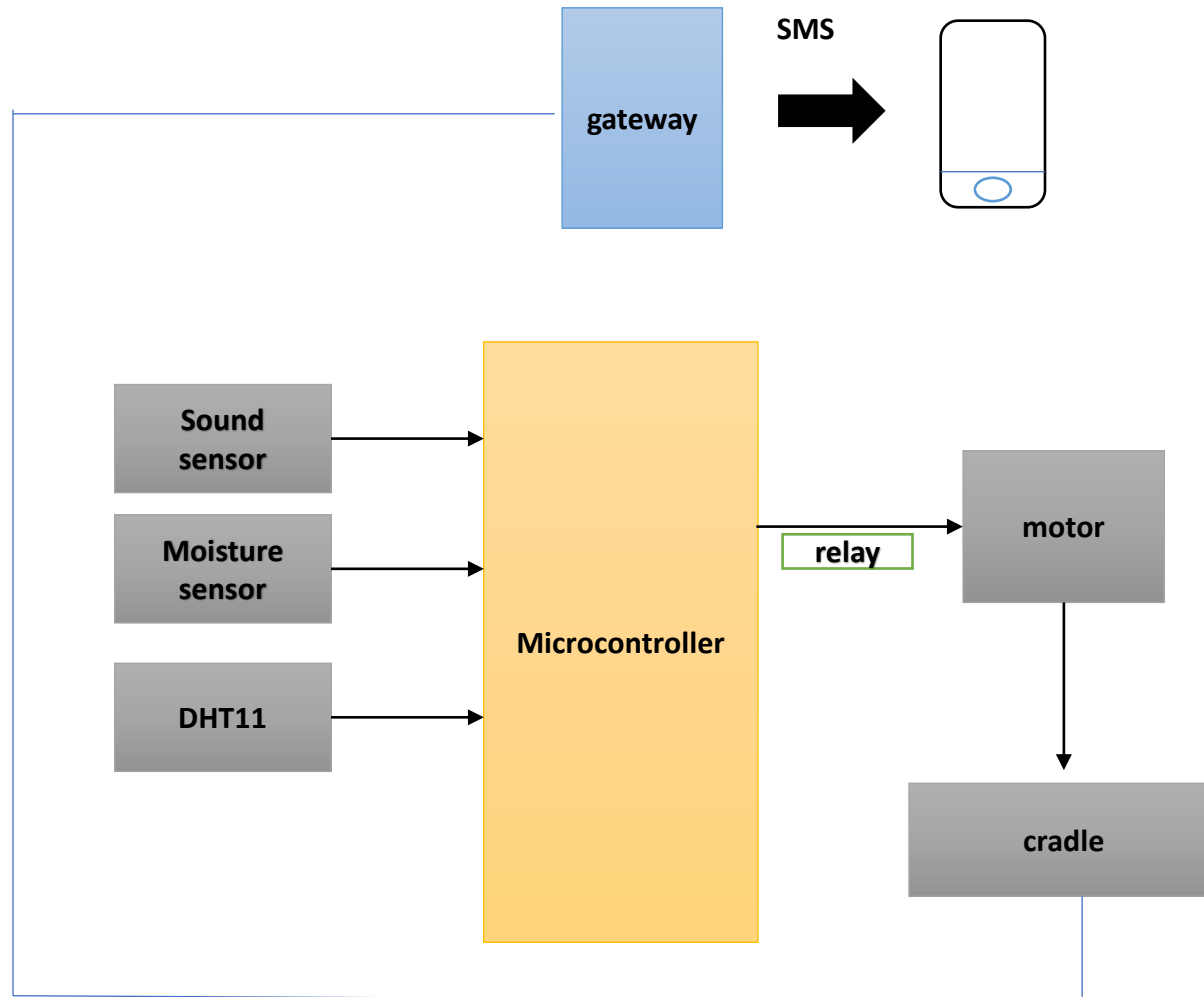 SMS
gateway
Sound
sensor
Moisture
sensor
DHT11
Microcontroller
relay
motor
cradle